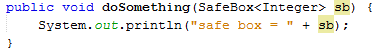 public void doSomething(SafeBox<Integer> sb) {
System.out.println("safe box = " + sb);
}